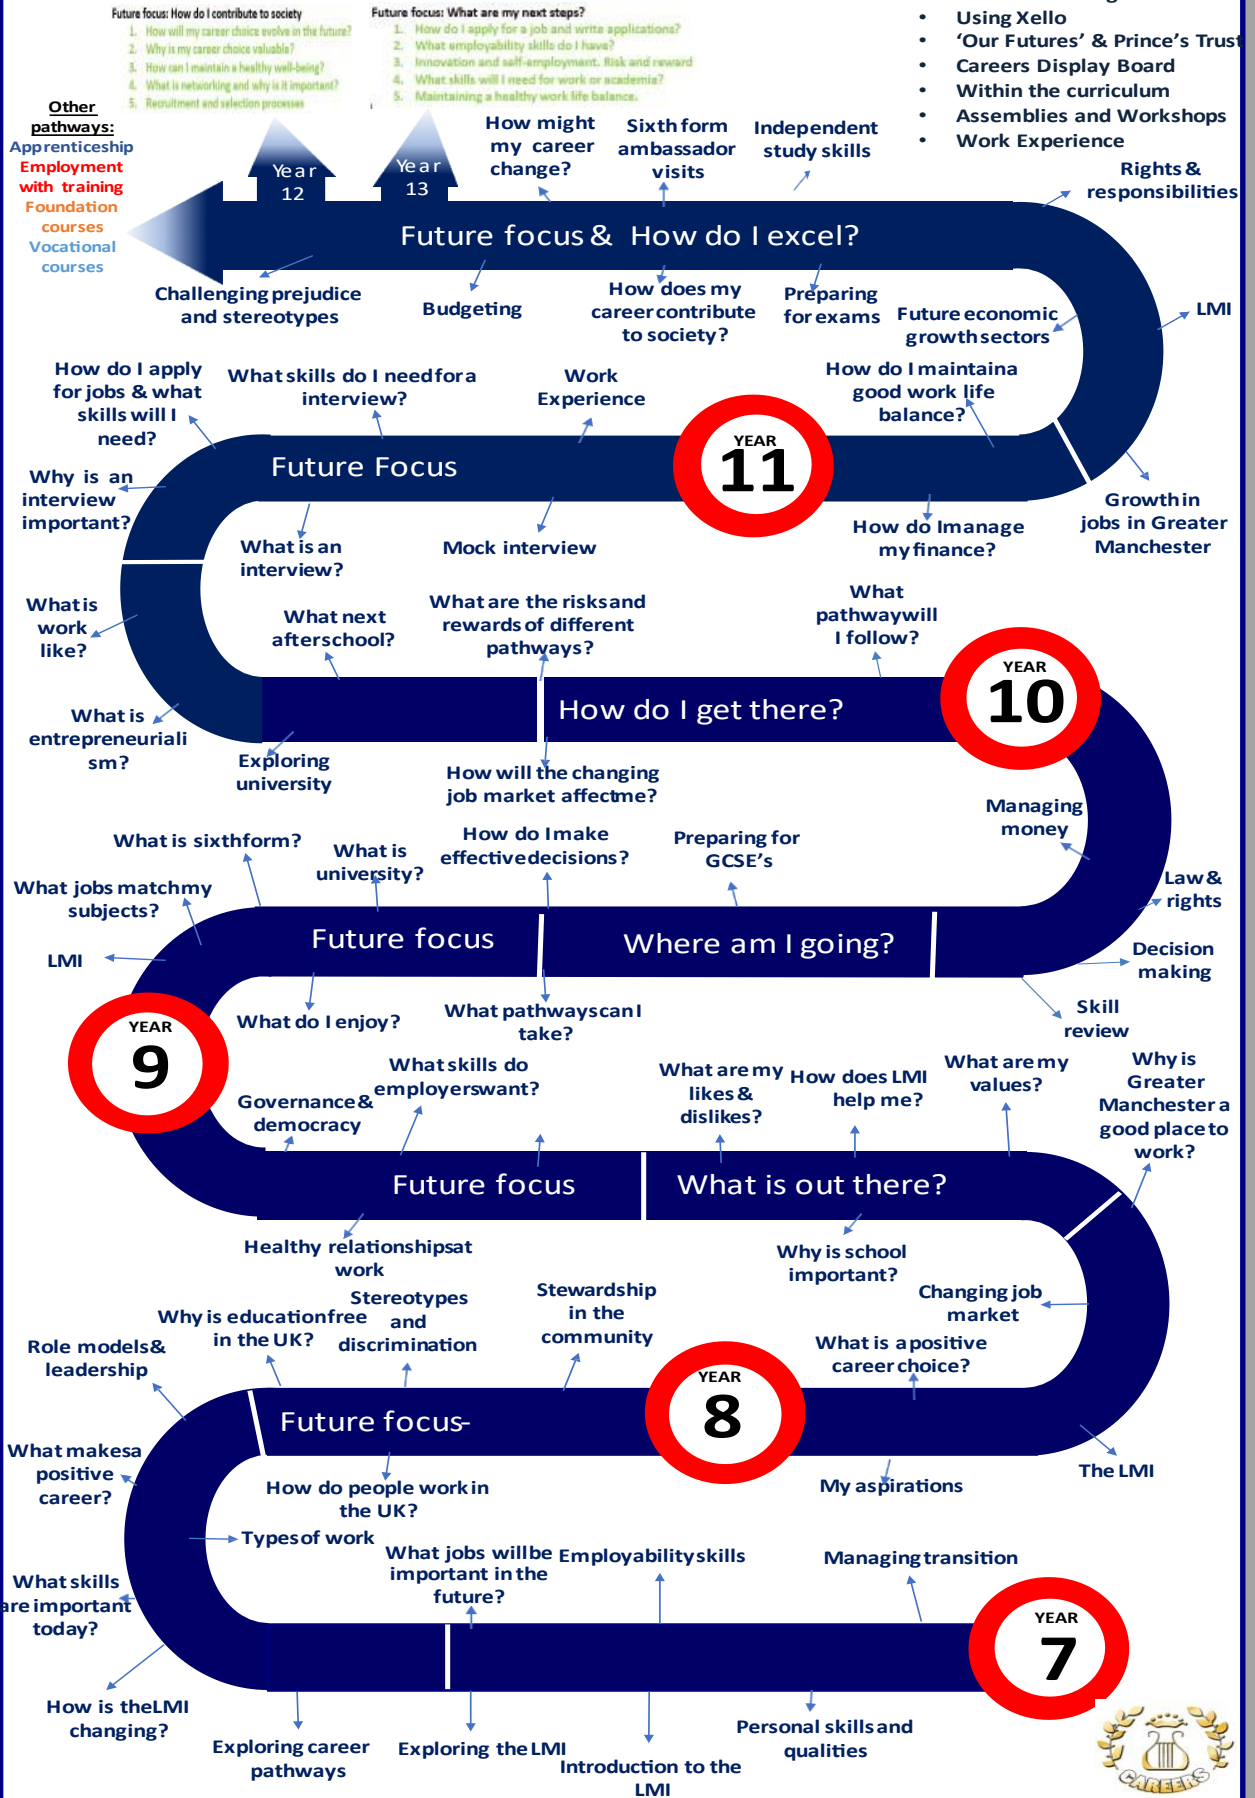 Future focus: How do I contribute to society
1. How will my career choice evolve in the future?
2. Why is my career choice valuable?
3. How can I maintain a healthy well-being?
4. What is networking and why is it important?
5. Recruitment and selection processes
Future focus: What are my next steps?
1. How do I apply for a job and write applications?
2. What employability skills do I have?
3. Innovation and self-employment. Risk and reward
4. What skills will I need for work or academia?
5. Maintaining a healthy work life balance.
• Using Xello
• ‘Our Futures’ & Prince’s Trust
• Careers Display Board
• Within the curriculum
• Assemblies and Workshops
• Work Experience
Other
pathways:
Apprenticeship
Employment
with training
Foundation
courses
Vocational
courses
Year
12
Year
13
How might
my career
change?
Sixth form
ambassador
visits
Independent
study skills
Rights &
responsibilities
Future focus & How do I excel?
Challenging prejudice
and stereotypes
Budgeting
How does my
career contribute
to society?
Preparing
for exams
Future economic
growth sectors
LMI
How do I apply
for jobs & what
skills will I
need?
What skills do I need for a
interview?
Work
Experience
How do I maintain a
good work life
balance?
YEAR
11
Future Focus
Why is an
interview
important?
What is an
interview?
Mock interview
How do I manage
my finance?
Growth in
jobs in Greater
Manchester
What is
work
like?
What next
after school?
What are the risks and
rewards of different
pathways?
What
pathway will
I follow?
YEAR
10
How do I get there?
What is
entrepreneuriali
sm?
Exploring
university
How will the changing
job market affect me?
Managing
money
What is sixth form?
What is
university?
How do I make
effective decisions?
Preparing for
GCSE’s
What jobs match my
subjects?
Law &
rights
LMI
Future focus
Where am I going?
Decision
making
What do I enjoy?
What pathways can I
take?
Skill
review
YEAR
9
What skills do
employers want?
Governance &
democracy
What are my
likes &
dislikes?
How does LMI
help me?
What are my
values?
Why is
Greater
Manchester a
good place to
work?
Future focus
What is out there?
Healthy relationships at
work
Why is school
important?
Changing job
market
Role models &
leadership
Why is education free
in the UK?
Stereotypes
and
discrimination
Stewardship
in the
community
What is a positive
career choice?
YEAR
8
Future focus-
What makes a
positive
career?
How do people work in
the UK?
My aspirations
The LMI
Types of work
What jobs will be
important in the
future?
Employability skills
Managing transition
What skills
are important
today?
YEAR
7
How is the LMI
changing?
Exploring career
pathways
Exploring the LMI
Introduction to the
LMI
Personal skills and
qualities
CAREERS